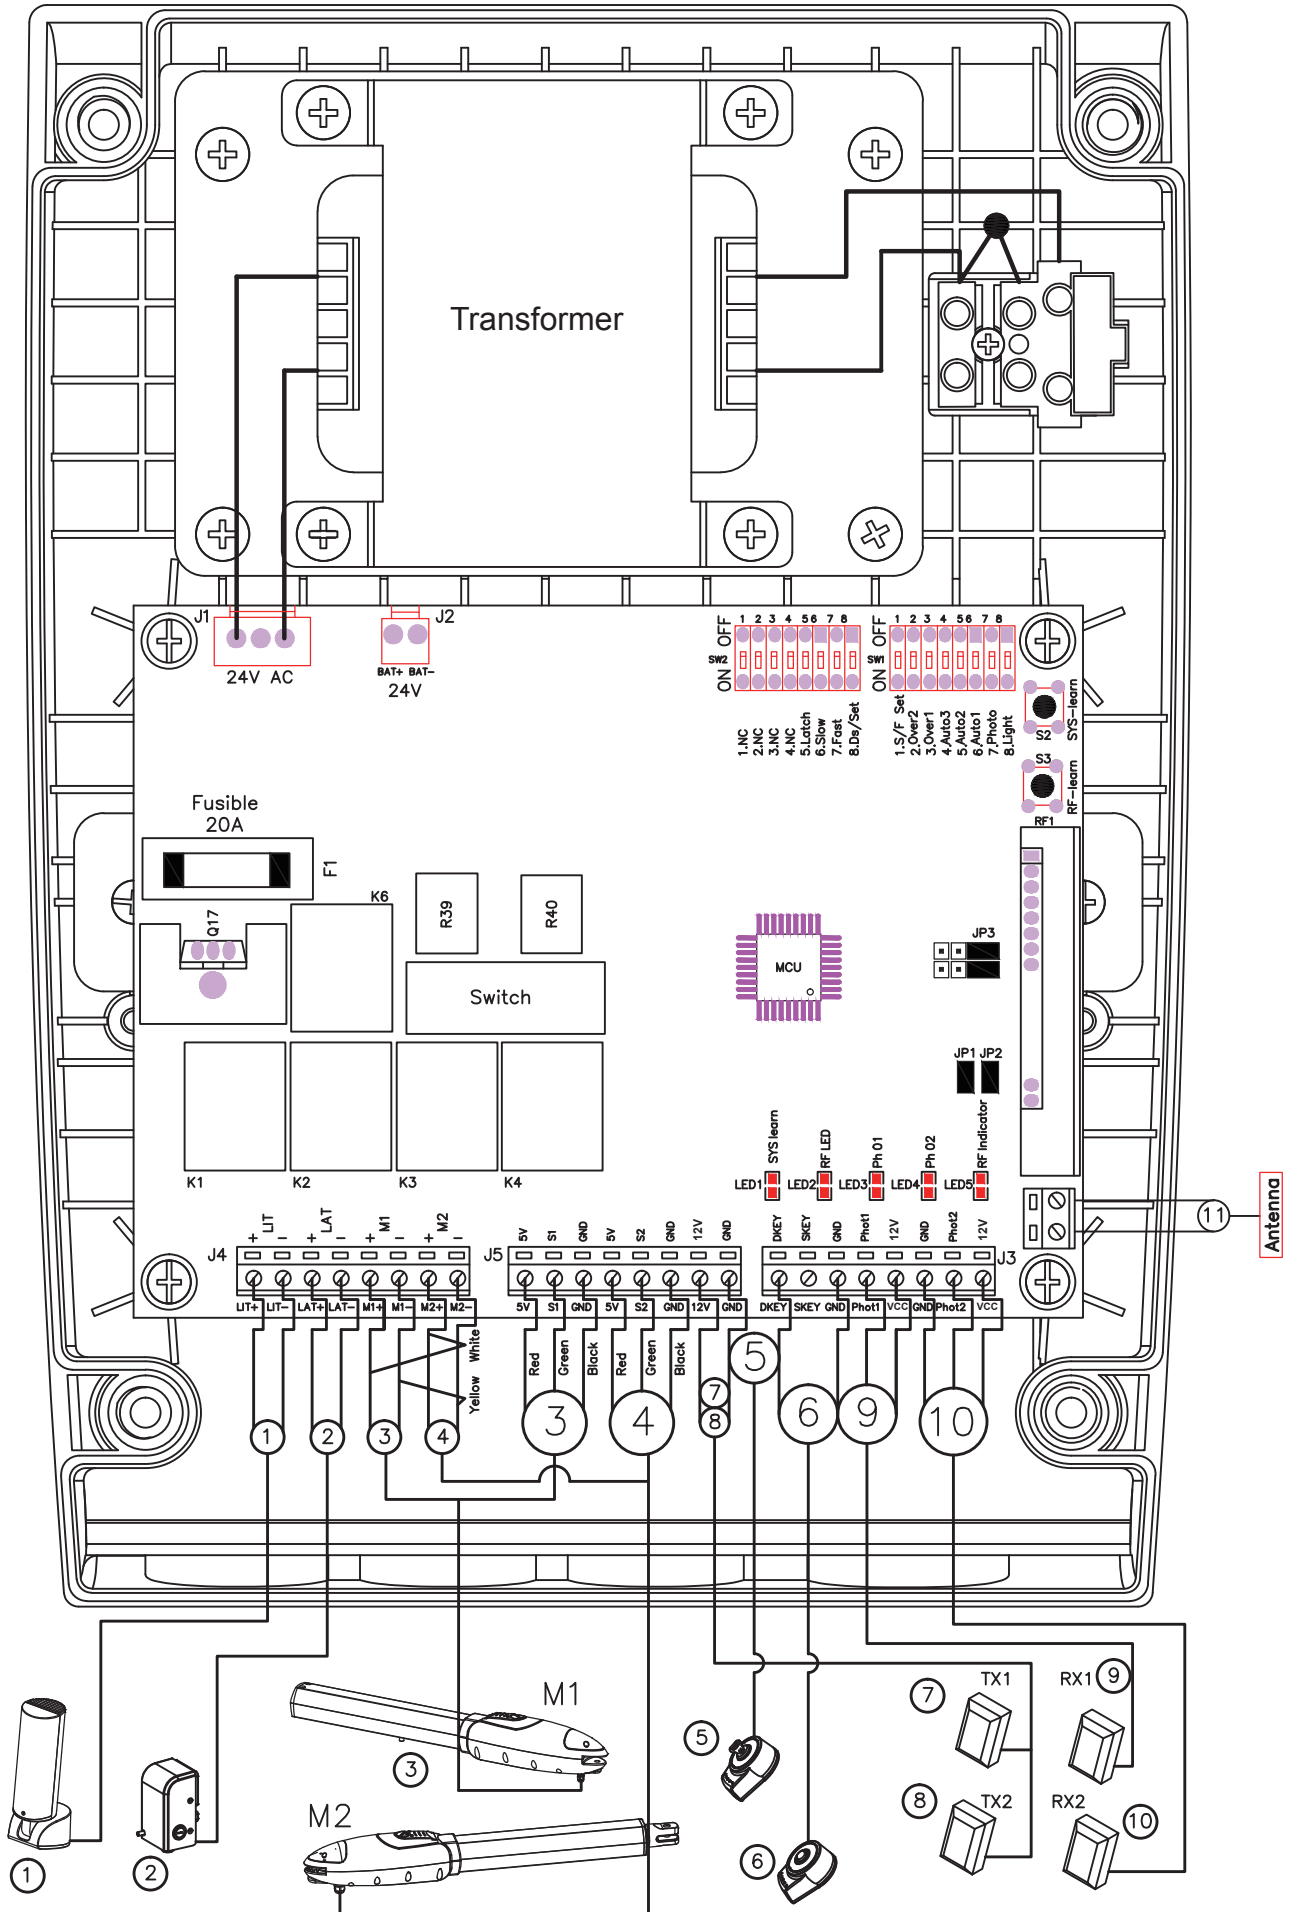 Transformer
J1
24V AC
J2
BAT+ BAT-
24V
OFF
1 2 3 4 5 6 7 8
SW2
ON
1.NC
2.NC
3.NC
4.NC
5.Latch
6.Slow
7.Fast
8.Ds/Set
OFF
1 2 3 4 5 6 7 8
SW1
ON
1.S/F Set
2.Over2
3.Over1
4.Auto3
5.Auto2
6.Auto1
7.Photo
8.Light
S2
SYS-learn
S3
RF-learn
RF1
Fusible
20A
F1
Q17
K6
R39
R40
Switch
MCU
JP3
JP1 JP2
K1
K2
K3
K4
LED1
SYS learn
LED2
RF LED
LED3
Ph 01
LED4
Ph 02
LED5
RF Indicator
11
Antenna
J4
+ LIT -
+ LAT -
+ M1 -
+ M2 -
LIT+ LIT- LAT+ LAT- M1+ M1- M2+ M2-
J5
5V S1 GND 5V S2 GND 12V GND
5V S1 GND 5V S2 GND 12V GND
J3
DKEY SKEY GND Phot1 12V GND Phot2 12V
DKEY SKEY GND Phot1 VCC GND Phot2 VCC
White
Yellow
Red
Green
Black
Red
Green
Black
1
2
3
4
3
4
7
8
5
6
9
10
M1
3
M2
5
6
7
TX1
RX1
9
8
TX2
RX2
10
1
2